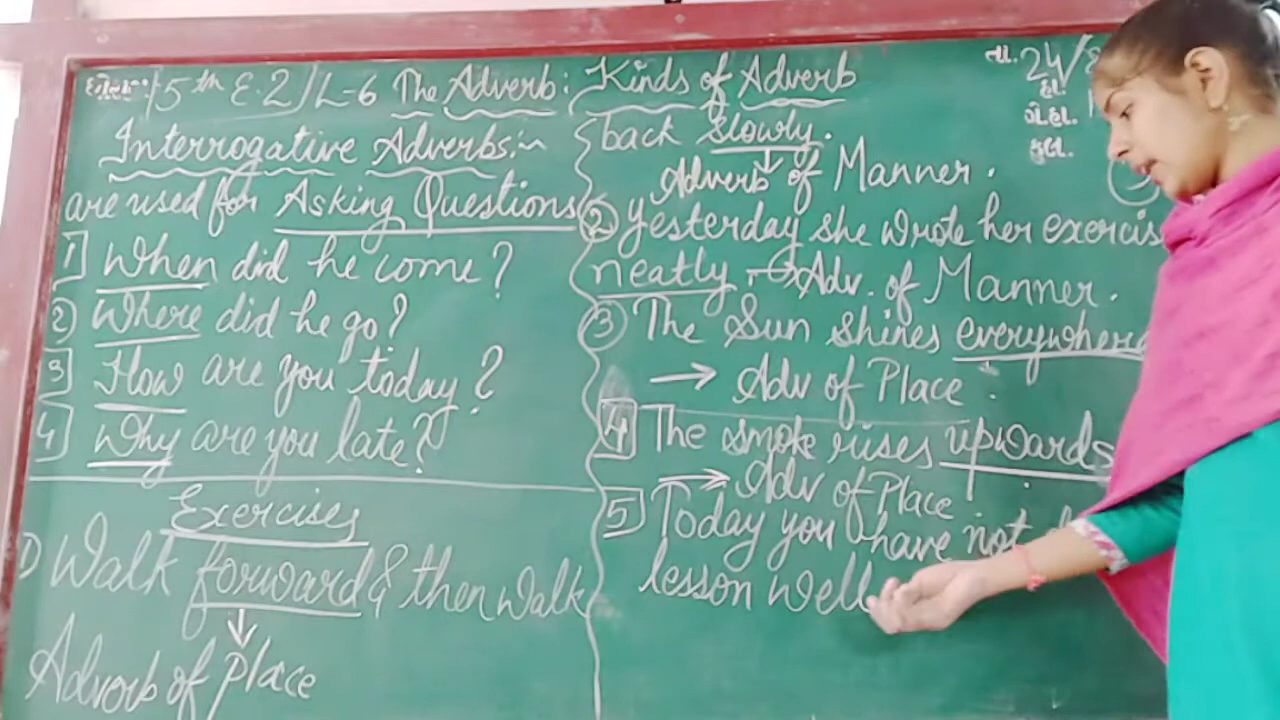 5th E.2 L-6 The Adverb: Kinds of Adverb
Interrogative Adverbs:~
are used for Asking Questions
1] When did he come?
2) Where did he go?
3] How are you today?
4] Why are you late?
Exercises
1) Walk forward & then walk
Adverb of place
back slowly.
Adverb of Manner.
2 yesterday she wrote her exercis
neatly → Adv. of Manner.
3 The Sun shines everywhere
→ Adv of Place.
4 The smoke rises upwards
→ Adv of Place
5 Today you have not
lesson well
તા. 24/